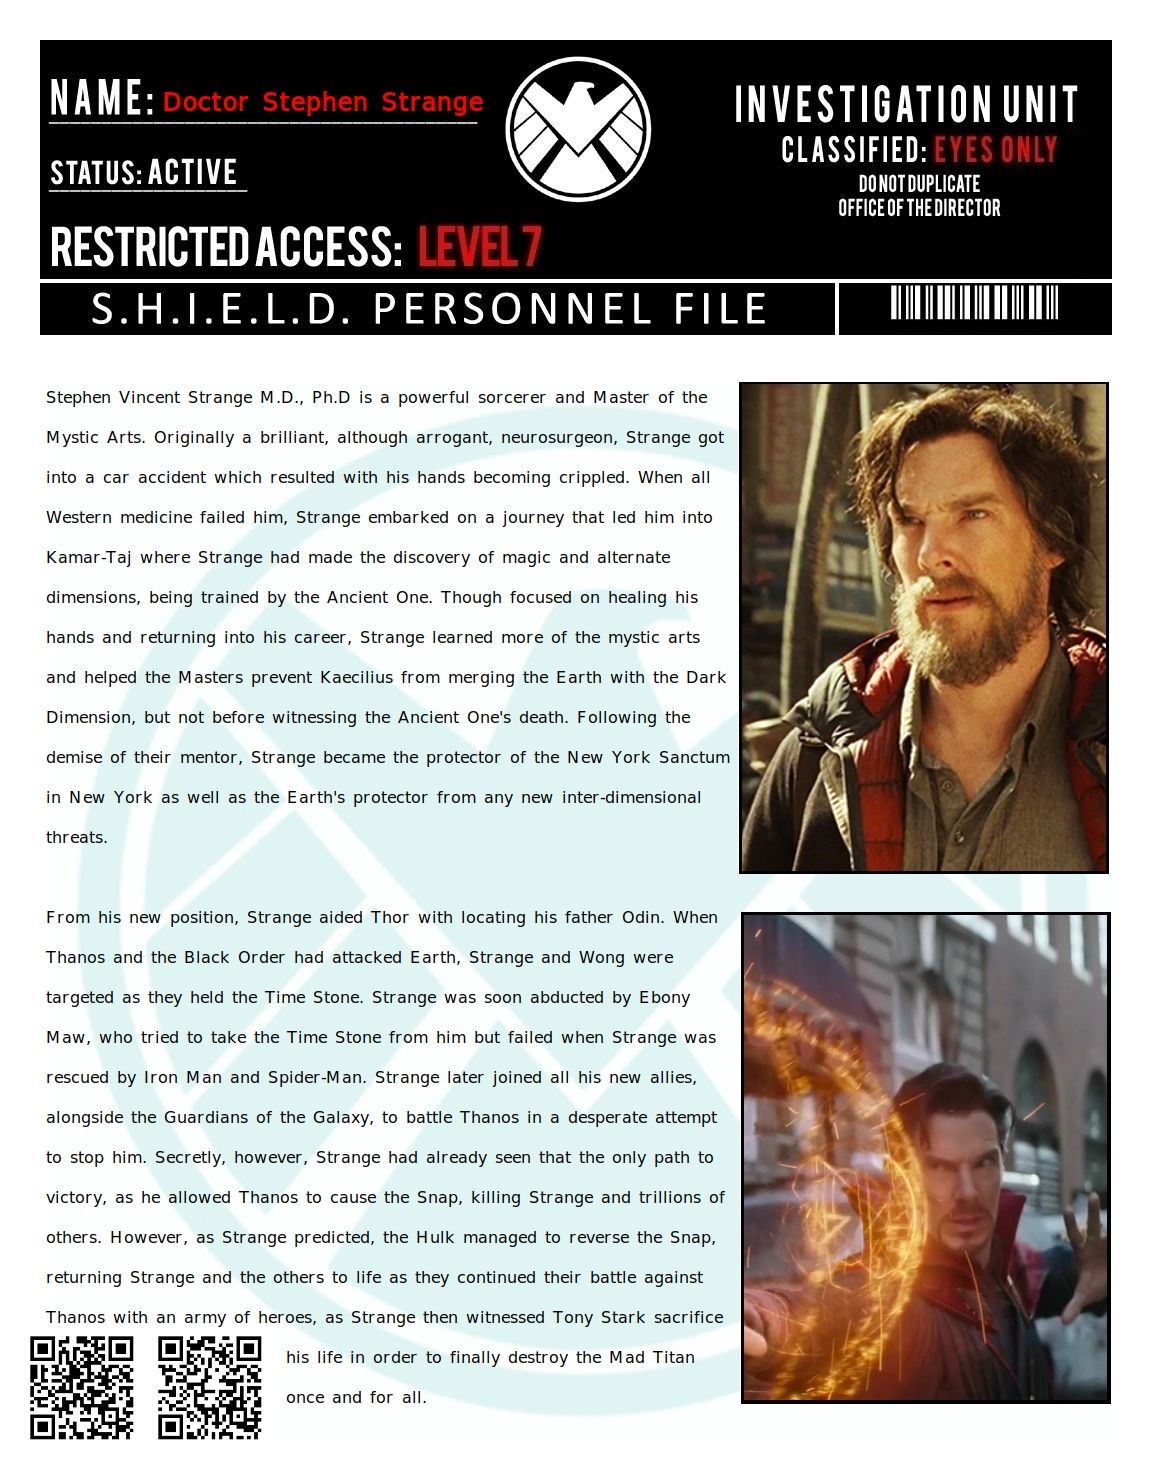 NAME: Doctor Stephen Strange
STATUS: ACTIVE
RESTRICTED ACCESS: LEVEL 7
INVESTIGATION UNIT
CLASSIFIED: EYES ONLY
DO NOT DUPLICATE
OFFICE OF THE DIRECTOR
S.H.I.E.L.D. PERSONNEL FILE
Stephen Vincent Strange M.D., Ph.D is a powerful sorcerer and Master of the
Mystic Arts. Originally a brilliant, although arrogant, neurosurgeon, Strange got
into a car accident which resulted with his hands becoming crippled. When all
Western medicine failed him, Strange embarked on a journey that led him into
Kamar-Taj where Strange had made the discovery of magic and alternate
dimensions, being trained by the Ancient One. Though focused on healing his
hands and returning into his career, Strange learned more of the mystic arts
and helped the Masters prevent Kaecilius from merging the Earth with the Dark
Dimension, but not before witnessing the Ancient One's death. Following the
demise of their mentor, Strange became the protector of the New York Sanctum
in New York as well as the Earth's protector from any new inter-dimensional
threats.
From his new position, Strange aided Thor with locating his father Odin. When
Thanos and the Black Order had attacked Earth, Strange and Wong were
targeted as they held the Time Stone. Strange was soon abducted by Ebony
Maw, who tried to take the Time Stone from him but failed when Strange was
rescued by Iron Man and Spider-Man. Strange later joined all his new allies,
alongside the Guardians of the Galaxy, to battle Thanos in a desperate attempt
to stop him. Secretly, however, Strange had already seen that the only path to
victory, as he allowed Thanos to cause the Snap, killing Strange and trillions of
others. However, as Strange predicted, the Hulk managed to reverse the Snap,
returning Strange and the others to life as they continued their battle against
Thanos with an army of heroes, as Strange then witnessed Tony Stark sacrifice
his life in order to finally destroy the Mad Titan
once and for all.